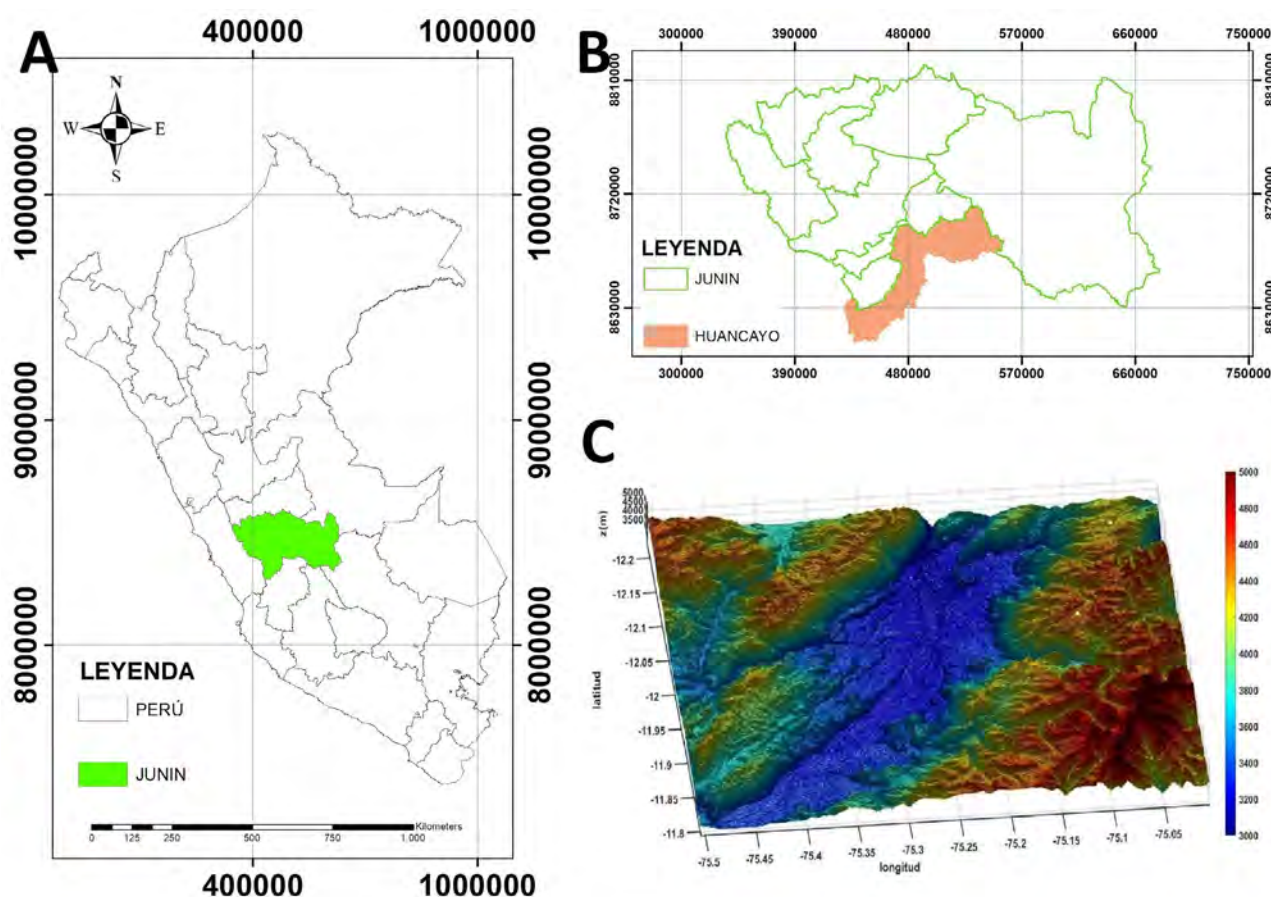 A
400000 1000000
N
W E
S
10000000
9000000
8000000
10000000
9000000
8000000
LEYENDA
PERÚ
JUNIN
0 125 250 500 750 1.000 Kilometers
400000 1000000
B
300000 390000 480000 570000 660000 750000
8810000
8720000
8630000
8810000
8720000
8630000
LEYENDA
JUNIN
HUANCAYO
300000 390000 480000 570000 660000 750000
C
5000
4500
4000
3500
z(m)
-12.2
-12.15
-12.1
-12.05
-12
-11.95
-11.9
-11.85
-11.8
latitud
-75.5 -75.45 -75.4 -75.35 -75.3 -75.25 -75.2 -75.15 -75.1 -75.05
longitud
5000
4800
4600
4400
4200
4000
3800
3600
3400
3200
3000